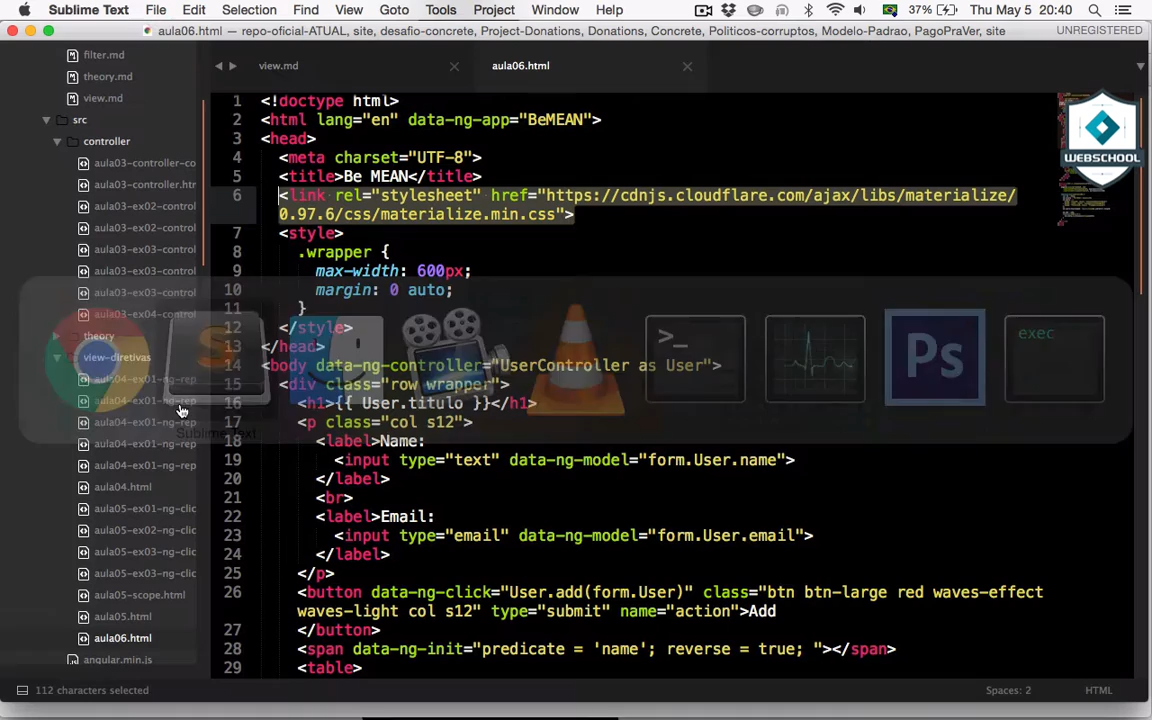 Sublime Text File Edit Selection Find View Goto Tools Project Window Help 37% Thu May 5 20:40
aula06.html — repo-oficial-ATUAL, site, desafio-concrete, Project-Donations, Donations, Concrete, Politicos-corruptos, Modelo-Padrao, PagoPraVer, site UNREGISTERED
filter.md
theory.md
view.md
src
controller
aula03-controller-co
aula03-controller.htr
aula03-ex02-control
aula03-ex02-control
aula03-ex03-control
aula03-ex03-control
aula03-ex03-control
aula03-ex04-control
theory
view-diretivas
aula04-ex01-ng-rep
aula04-ex01-ng-rep
aula04-ex01-ng-rep
aula04-ex01-ng-rep
aula04-ex01-ng-rep
aula04.html
aula05-ex01-ng-clic
aula05-ex02-ng-clic
aula05-ex03-ng-clic
aula05-ex03-ng-clic
aula05-scope.html
aula05.html
aula06.html
angular.min.js
view.md aula06.html
1 <!doctype html>
2 <html lang="en" data-ng-app="BeMEAN">
3 <head>
4 <meta charset="UTF-8">
5 <title>Be MEAN</title>
6 <link rel="stylesheet" href="https://cdnjs.cloudflare.com/ajax/libs/materialize/
0.97.6/css/materialize.min.css">
7 <style>
8 .wrapper {
9 max-width: 600px;
10 margin: 0 auto;
11 }
12 </style>
13 </head>
14 <body data-ng-controller="UserController as User">
15 <div class="row wrapper">
16 <h1>{{ User.titulo }}</h1>
17 <p class="col s12">
18 <label>Name:
19 <input type="text" data-ng-model="form.User.name">
20 </label>
21 <br>
22 <label>Email:
23 <input type="email" data-ng-model="form.User.email">
24 </label>
25 </p>
26 <button data-ng-click="User.add(form.User)" class="btn btn-large red waves-effect
waves-light col s12" type="submit" name="action">Add
27 </button>
28 <span data-ng-init="predicate = 'name'; reverse = true; "></span>
29 <table>
WEBSCHOOL
Ps
exec
Sublime Text
112 characters selected Spaces: 2 HTML